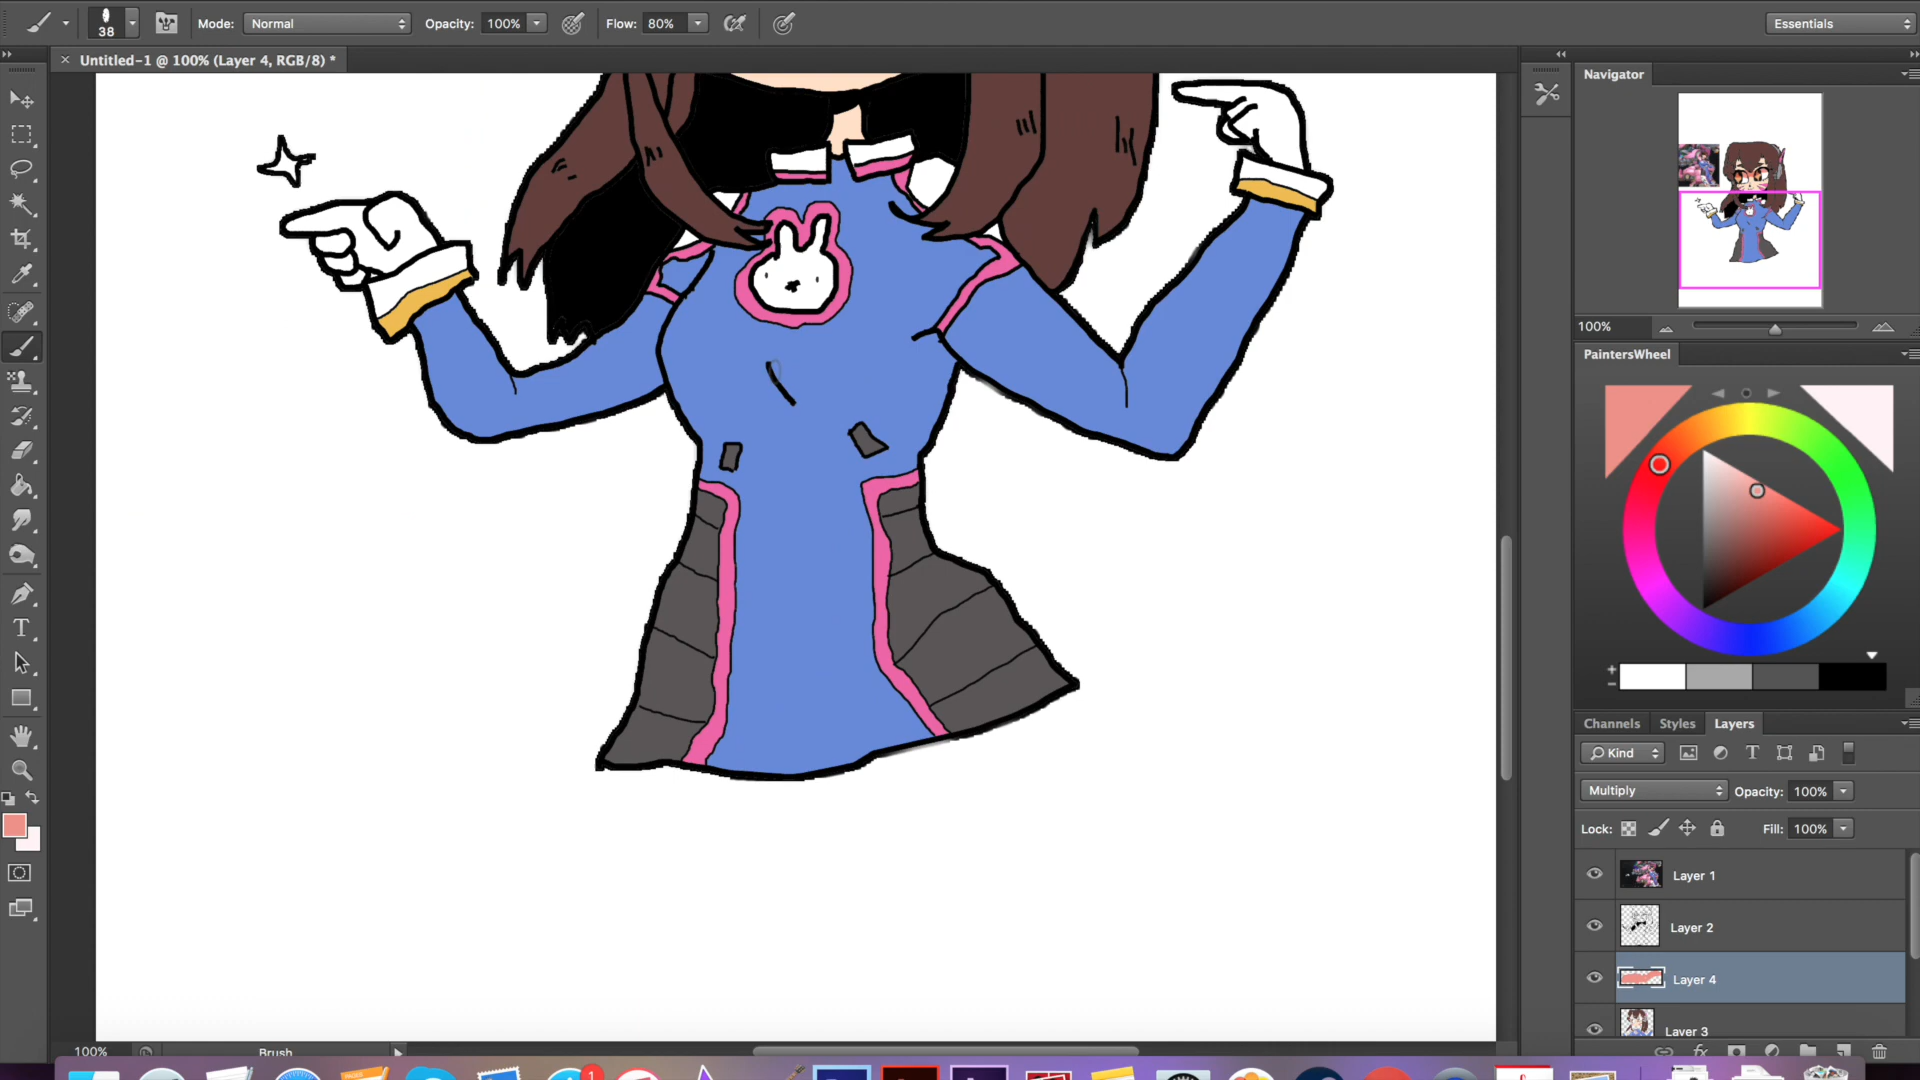 38 Mode: Normal Opacity: 100% Flow: 80% Essentials
Untitled-1 @ 100% (Layer 4, RGB/8) *
Navigator
100%
PaintersWheel
Channels Styles Layers
Kind
Multiply Opacity: 100%
Lock: Fill: 100%
Layer 1
Layer 2
Layer 4
Layer 3
100% Brush
1